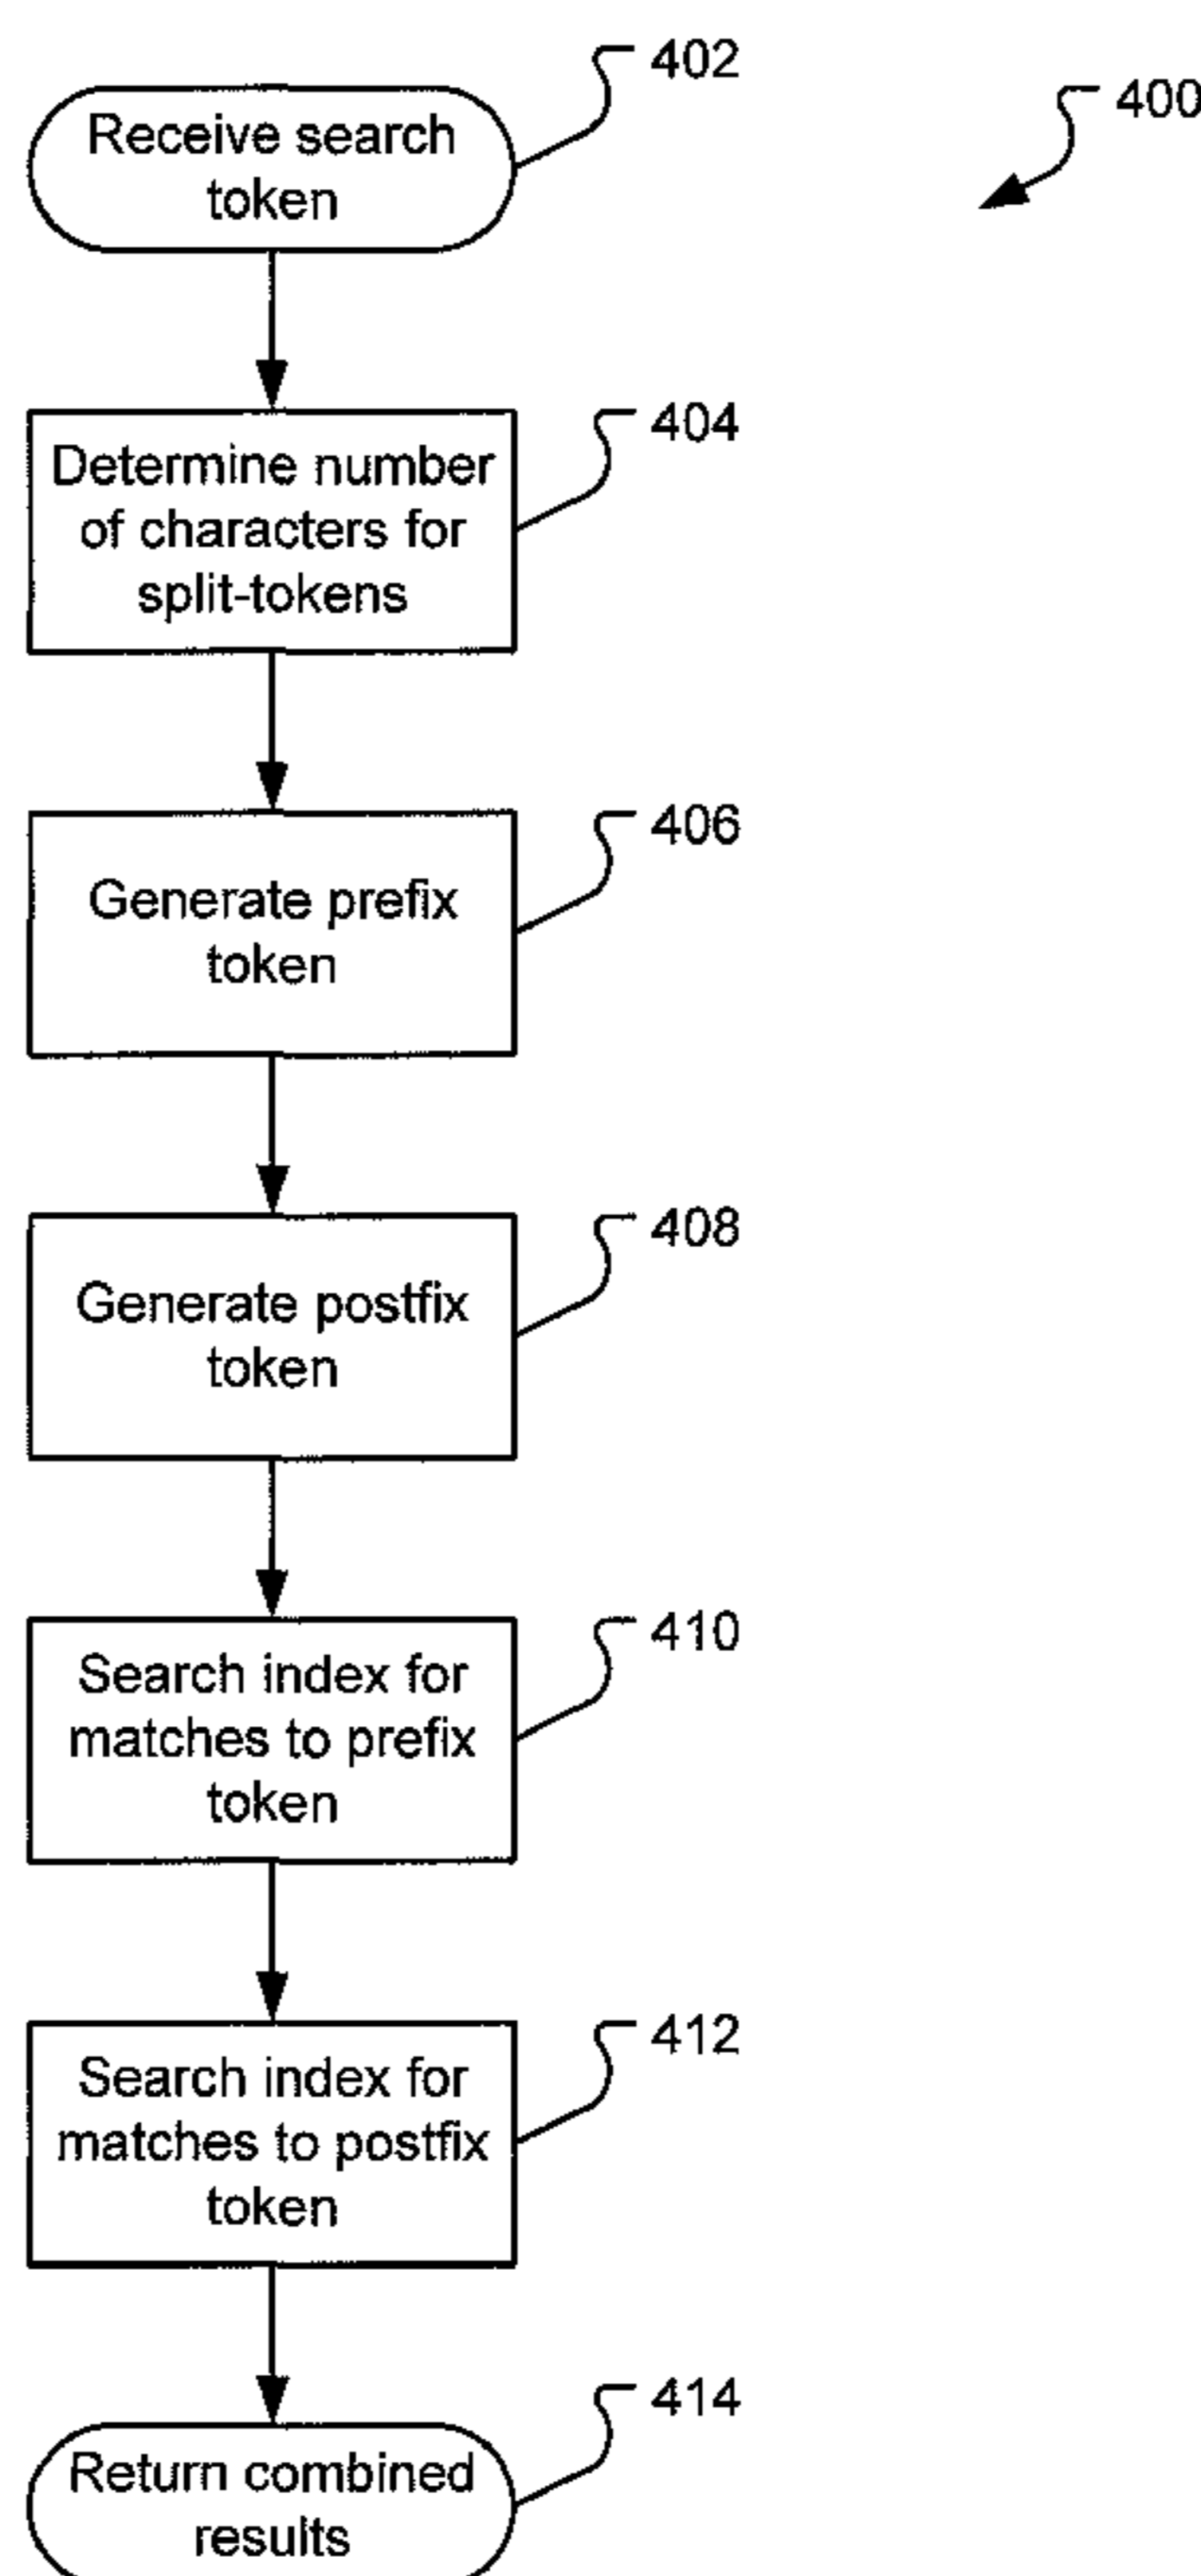 402
400
Receive search
token
404
Determine number
of characters for
split-tokens
406
Generate prefix
token
408
Generate postfix
token
410
Search index for
matches to prefix
token
412
Search index for
matches to postfix
token
414
Return combined
results